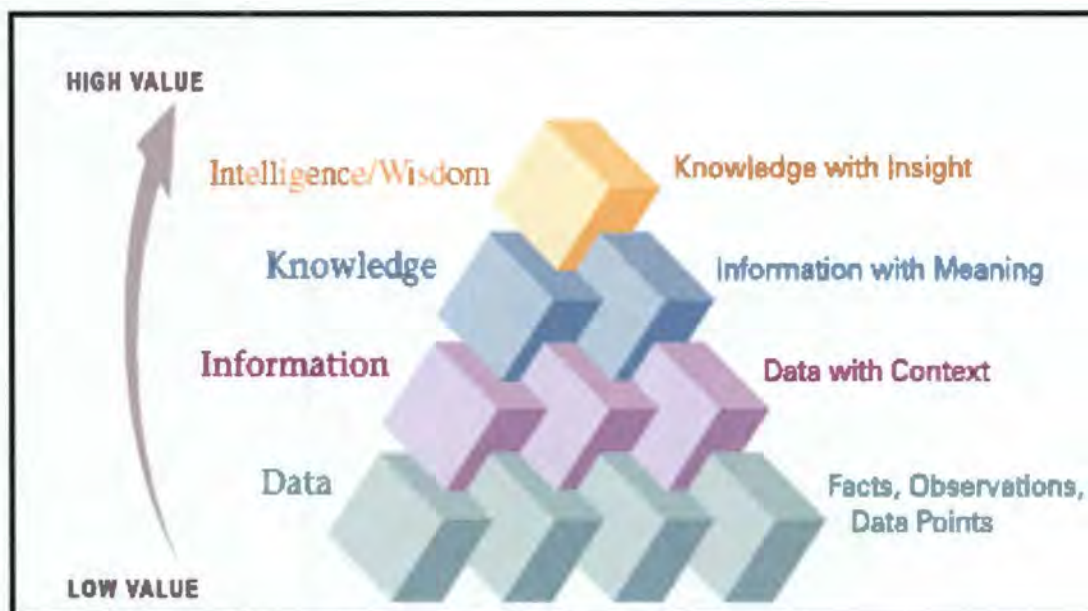 HIGH VALUE
Intelligence/Wisdom
Knowledge with Insight
Knowledge
Information with Meaning
Information
Data with Context
Data
Facts, Observations,
Data Points
LOW VALUE